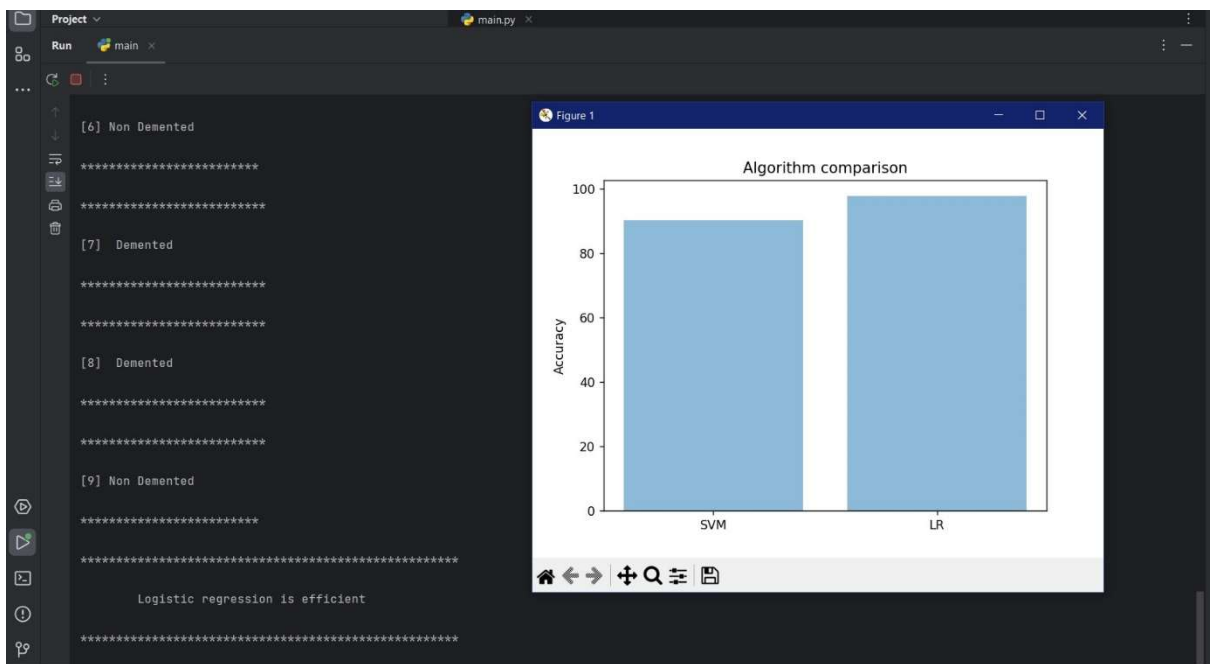 Project
main.py
Run
main
[6] Non Demented
*************************
**************************
[7]  Demented
**************************
**************************
[8]  Demented
**************************
**************************
[9] Non Demented
*************************
*****************************************************
Logistic regression is efficient
*****************************************************
Figure 1
Algorithm comparison
100
80
60
40
20
0
Accuracy
SVM
LR